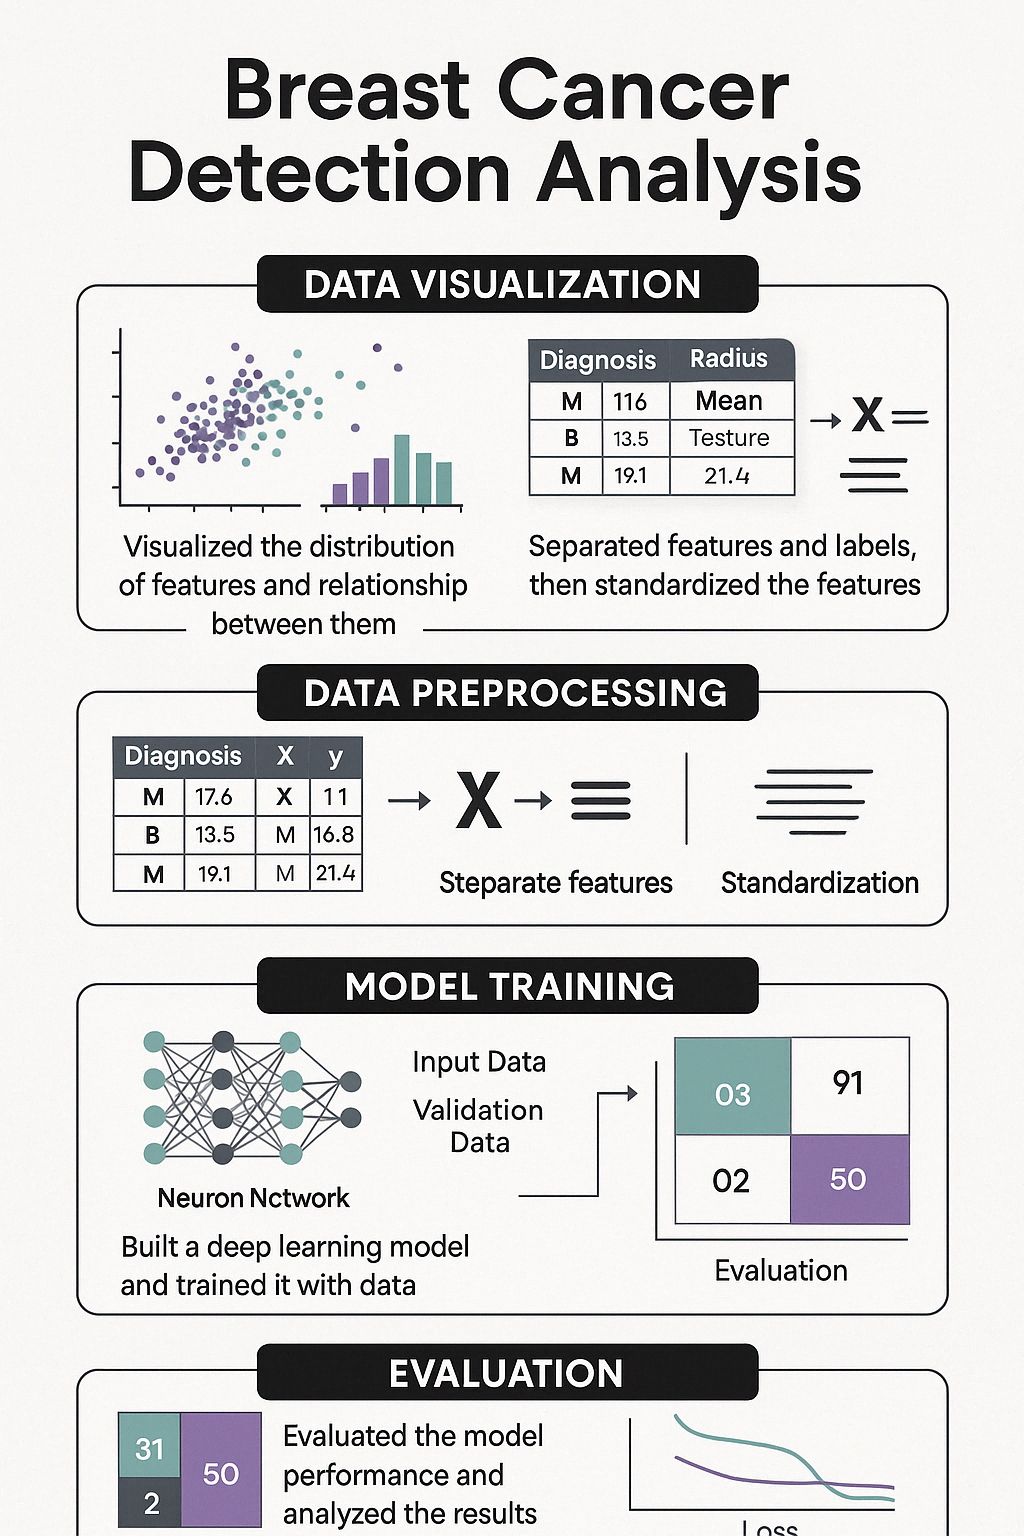 Breast Cancer
Detection Analysis
DATA VISUALIZATION
Diagnosis Radius
M 116 Mean
B 13.5 Testure
M 19.1 21.4
X =
Visualized the distribution
of features and relationship
between them
Separated features and labels,
then standardized the features
DATA PREPROCESSING
Diagnosis X y
M 17.6 X 11
B 13.5 M 16.8
M 19.1 M 21.4
X
Steparate features
Standardization
MODEL TRAINING
Input Data
Validation
Data
03 91
02 50
Neuron Nctwork
Built a deep learning model
and trained it with data
Evaluation
EVALUATION
31
50
2
Evaluated the model
performance and
analyzed the results
Loss